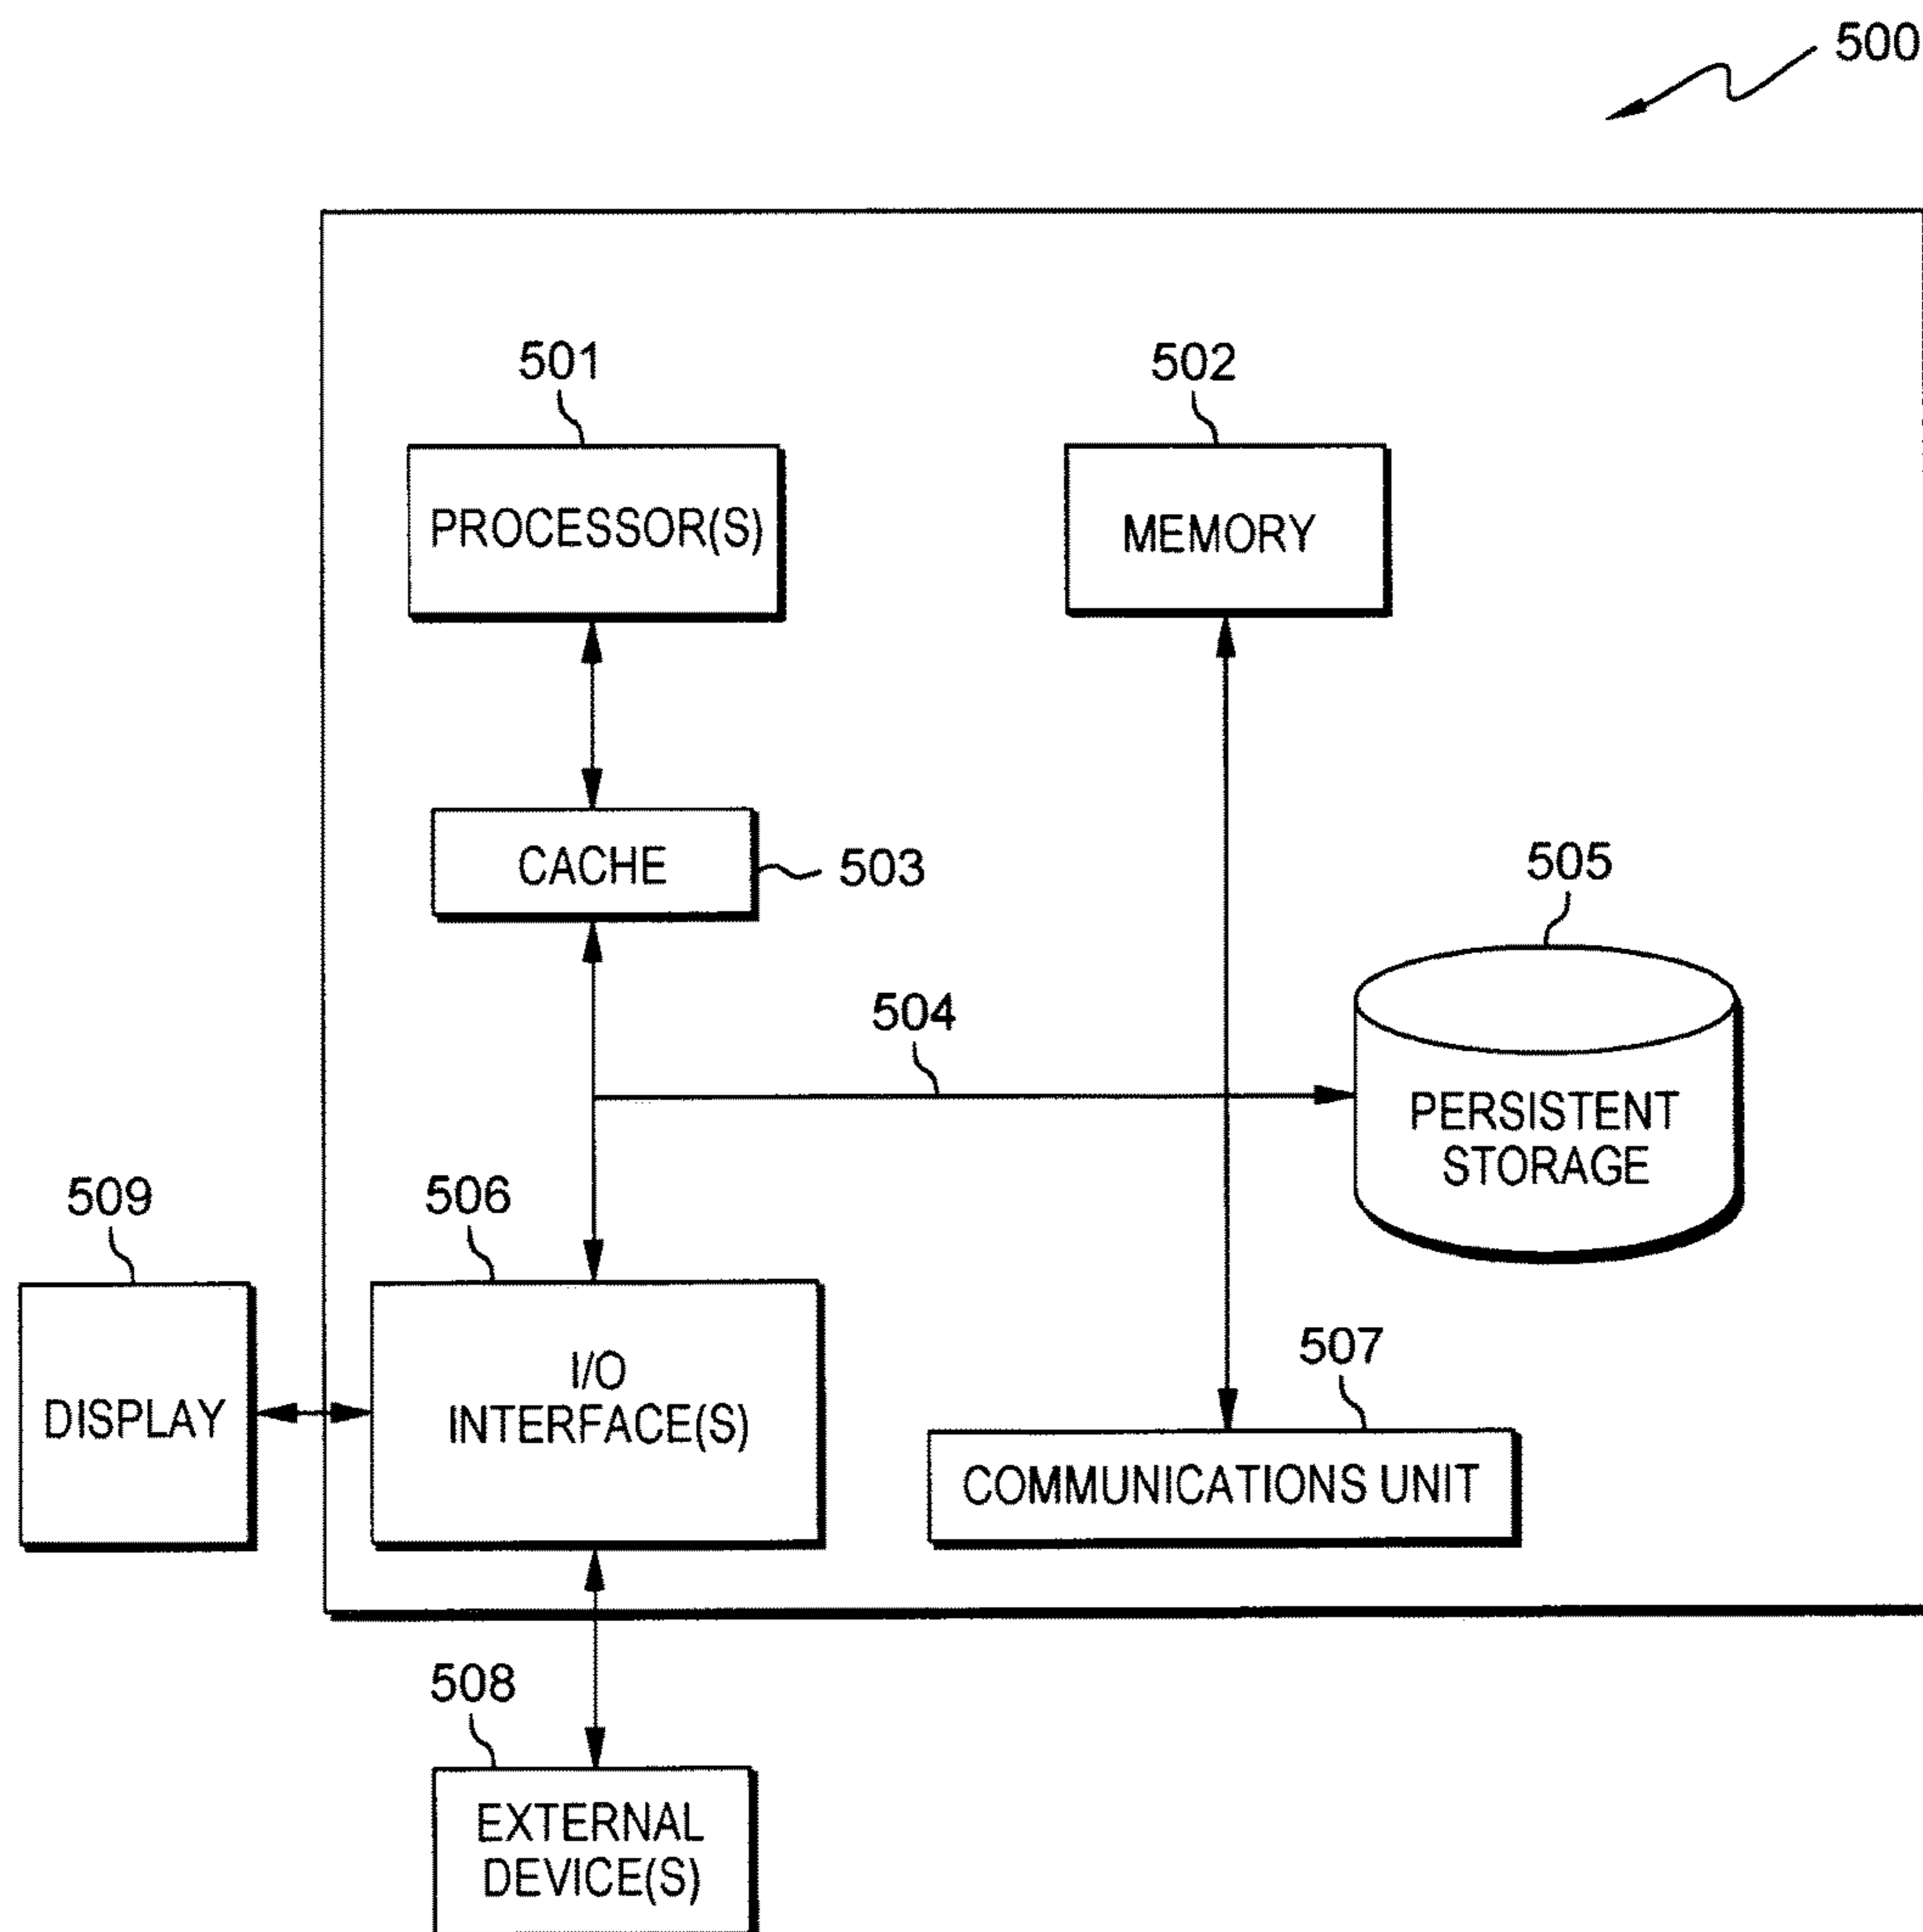 500
501
502
PROCESSOR(S)
MEMORY
CACHE
503
505
504
PERSISTENT
STORAGE
509
506
I/O
INTERFACE(S)
DISPLAY
507
COMMUNICATIONS UNIT
508
EXTERNAL
DEVICE(S)